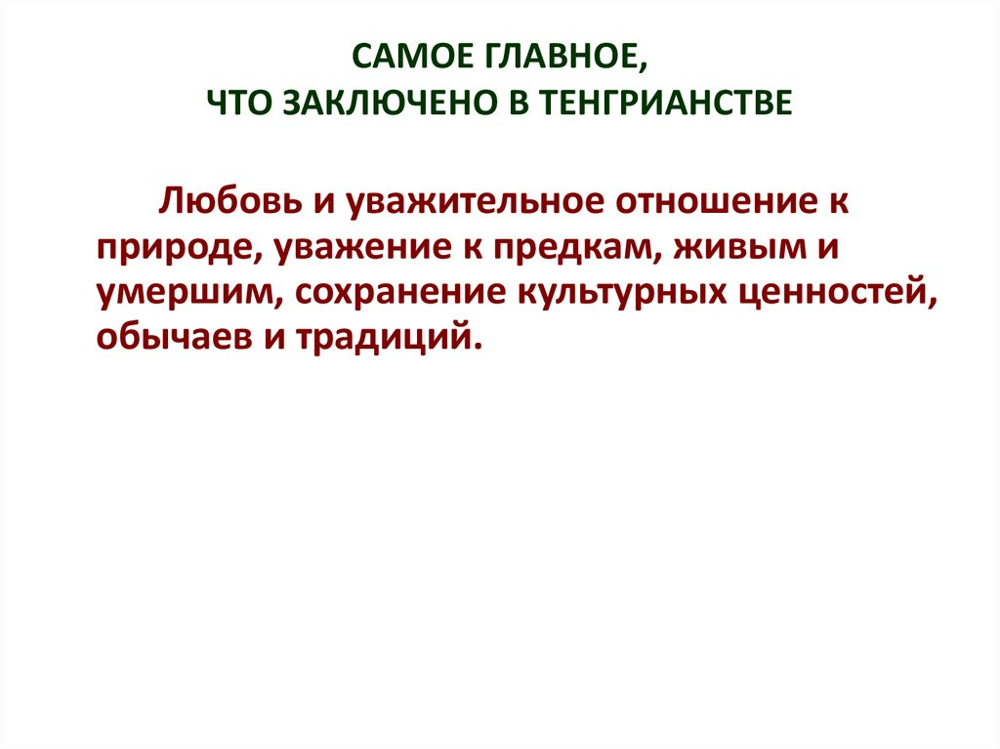 САМОЕ ГЛАВНОЕ,
ЧТО ЗАКЛЮЧЕНО В ТЕНГРИАНСТВЕ
Любовь и уважительное отношение к
природе, уважение к предкам, живым и
умершим, сохранение культурных ценностей,
обычаев и традиций.